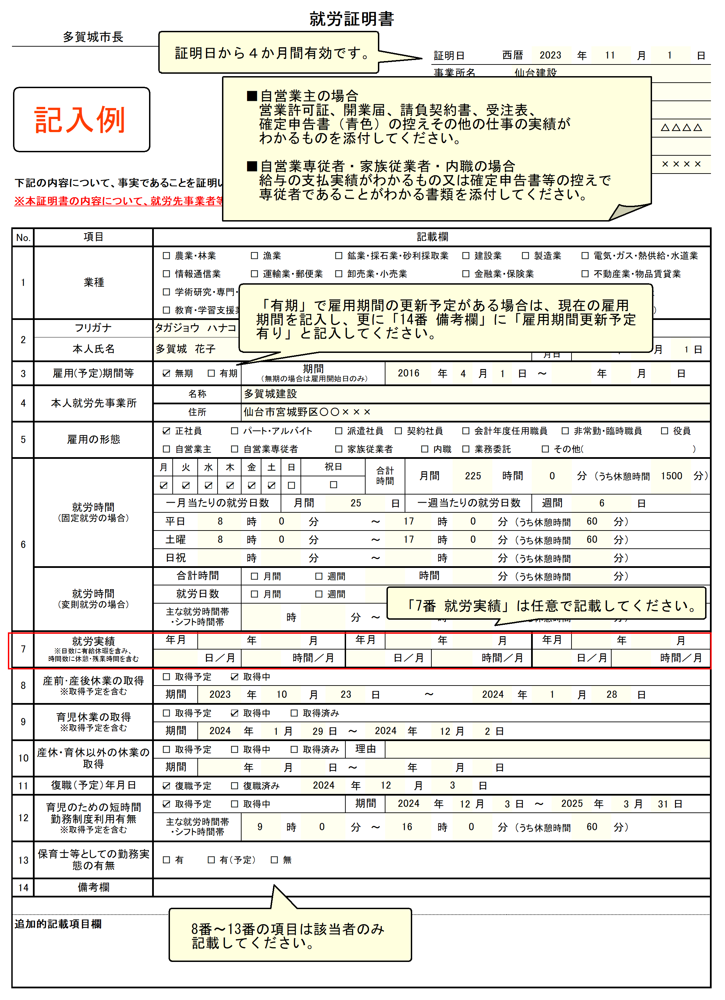 就労証明書
多賀城市長
証明日から４か月間有効です。
証明日 西暦 2023 年 11 月 1 日
事業所名 仙台建設
記入例
■自営業主の場合
営業許可証、開業届、請負契約書、受注表、
確定申告書（青色）の控えその他の仕事の実績が
わかるものを添付してください。
△△△△
■自営業専従者・家族従業者・内職の場合
××××
給与の支払実績がわかるもの又は確定申告書等の控えで
専従者であることがわかる書類を添付してください。
下記の内容について、事実であることを証明い
※本証明書の内容について、就労先事業者等
No. 項目 記載欄
1 業種
□ 農業・林業 □ 漁業 □ 鉱業・採石業・砂利採取業 □ 建設業 □ 製造業 □ 電気・ガス・熱供給・水道業
□ 情報通信業 □ 運輸業・郵便業 □ 卸売業・小売業 □ 金融業・保険業 □ 不動産業・物品賃貸業
□ 学術研究・専門・
□ 教育・学習支援業 ）
「有期」で雇用期間の更新予定がある場合は、現在の雇用
期間を記入し、更に「14番 備考欄」に「雇用期間更新予定
有り」と記入してください。
2 フリガナ タガジョウ ハナコ
本人氏名 多賀城 花子 月日 年 月 1 日
3 雇用(予定)期間等 ☑ 無期 □ 有期 期間 2016 年 4 月 1 日 ～ 年 月 日
（無期の場合は雇用開始日のみ）
4 本人就労先事業所 名称 多賀城建設
住所 仙台市宮城野区〇〇×××
5 雇用の形態 ☑ 正社員 □ パート・アルバイト □ 派遣社員 □ 契約社員 □ 会計年度任用職員 □ 非常勤・臨時職員 □ 役員
□ 自営業主 □ 自営業専従者 □ 家族従業者 □ 内職 □ 業務委託 □ その他( )
6 就労時間
（固定就労の場合）
月 火 水 木 金 土 日 祝日 合計時間 月間 225 時間 0 分 （うち休憩時間 1500 分）
☑ ☑ ☑ ☑ ☑ ☑ □ □
一月当たりの就労日数 月間 25 日 一週当たりの就労日数 週間 6 日
平日 8 時 0 分 ～ 17 時 0 分 （うち休憩時間 60 分）
土曜 8 時 0 分 ～ 17 時 0 分 （うち休憩時間 60 分）
日祝 時 分 ～ 時 分 （うち休憩時間 分）
就労時間
（変則就労の場合）
合計時間 □ 月間 □ 週間 時間 分 （うち休憩時間 分）
就労日数 □ 月間 □ 週間
「7番 就労実績」は任意で記載してください。
主な就労時間帯
・シフト時間帯 時 分 ～
7 就労実績
※日数に有給休暇を含み、
時間数に休憩・残業時間を含む
年月 年 月 年月 年 月 年月 年 月
日／月 時間／月 日／月 時間／月 日／月 時間／月
8 産前・産後休業の取得
※取得予定を含む
□ 取得予定 ☑ 取得中
期間 2023 年 10 月 23 日 ～ 2024 年 1 月 28 日
9 育児休業の取得
※取得予定を含む
□ 取得予定 ☑ 取得中 □ 取得済み
期間 2024 年 1 月 29 日 ～ 2024 年 12 月 2 日
10 産休・育休以外の休業の
取得
□ 取得予定 □ 取得中 □ 取得済み 理由
期間 年 月 日 ～ 年 月 日
11 復職（予定）年月日 ☑ 復職予定 □ 復職済み 2024 年 12 月 3 日
12 育児のための短時間
勤務制度利用有無
※取得予定を含む
☑ 取得予定 □ 取得中 期間 2024 年 12 月 3 日 ～ 2025 年 3 月 31 日
主な就労時間帯
・シフト時間帯 9 時 0 分 ～ 16 時 0 分 （うち休憩時間 60 分）
13 保育士等としての勤務実
態の有無
□ 有 □ 有（予定） □ 無
14 備考欄
追加的記載項目欄
8番～13番の項目は該当者のみ
記載してください。